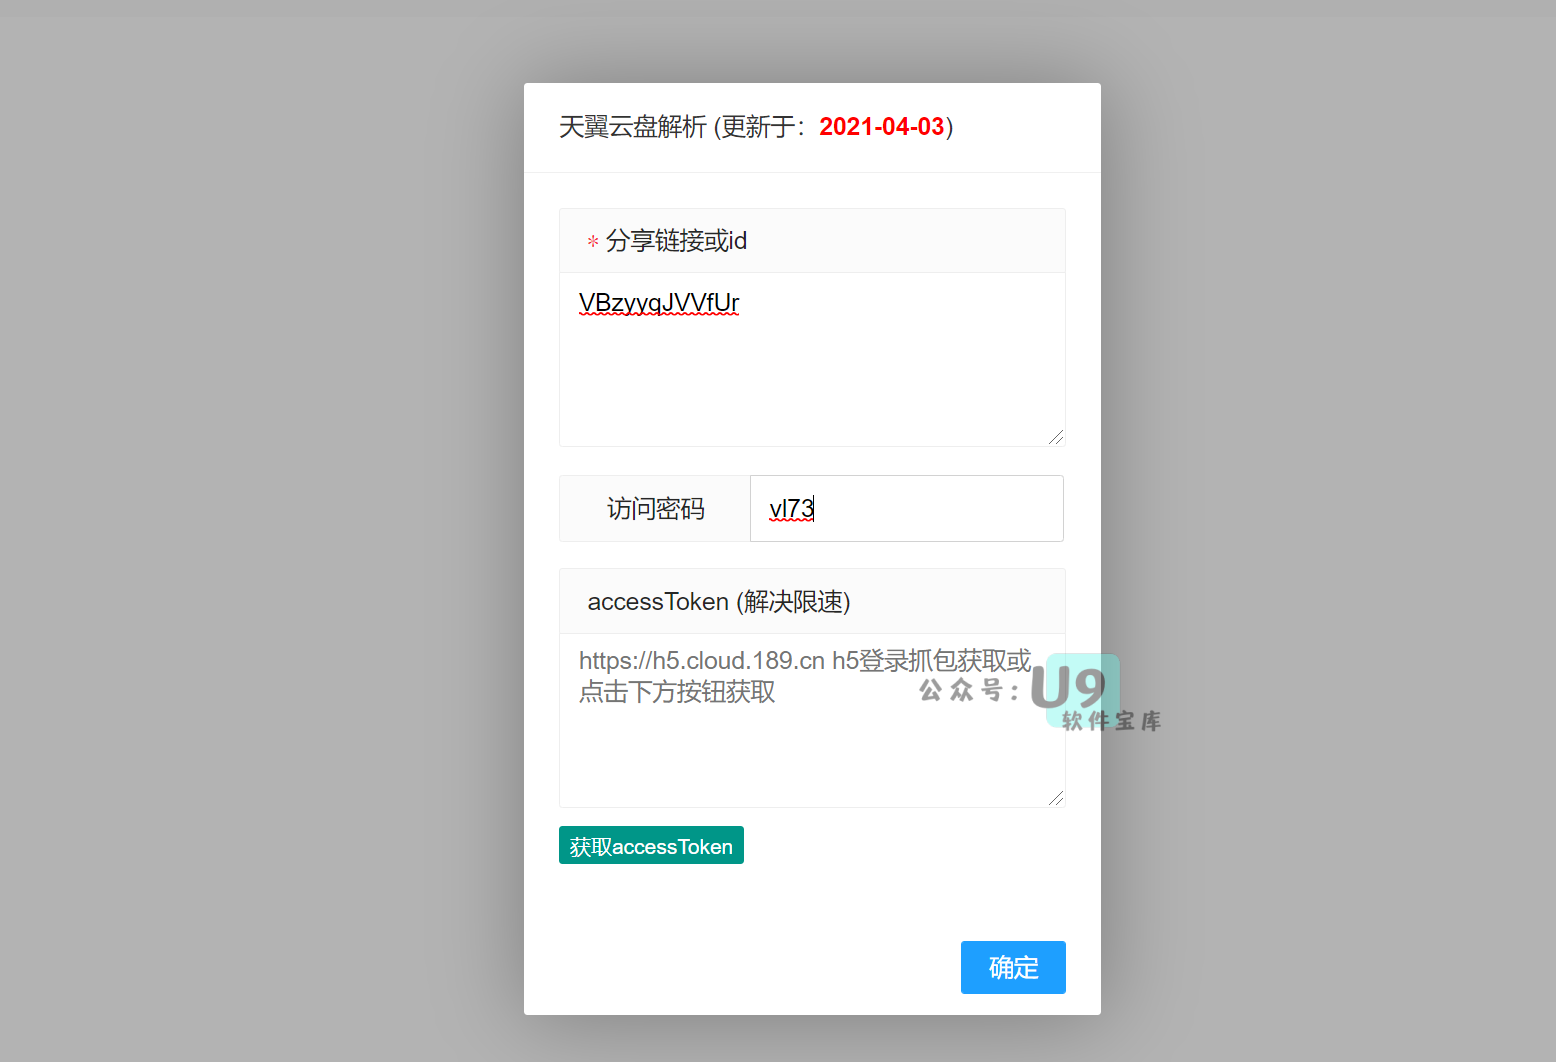 天翼云盘解析 (更新于：2021-04-03)
* 分享链接或id
VBzyyqJVVfUr
访问密码
vl73
accessToken (解决限速)
https://h5.cloud.189.cn h5登录抓包获取或
点击下方按钮获取
公众号: U9
软件宝库
获取accessToken
确定